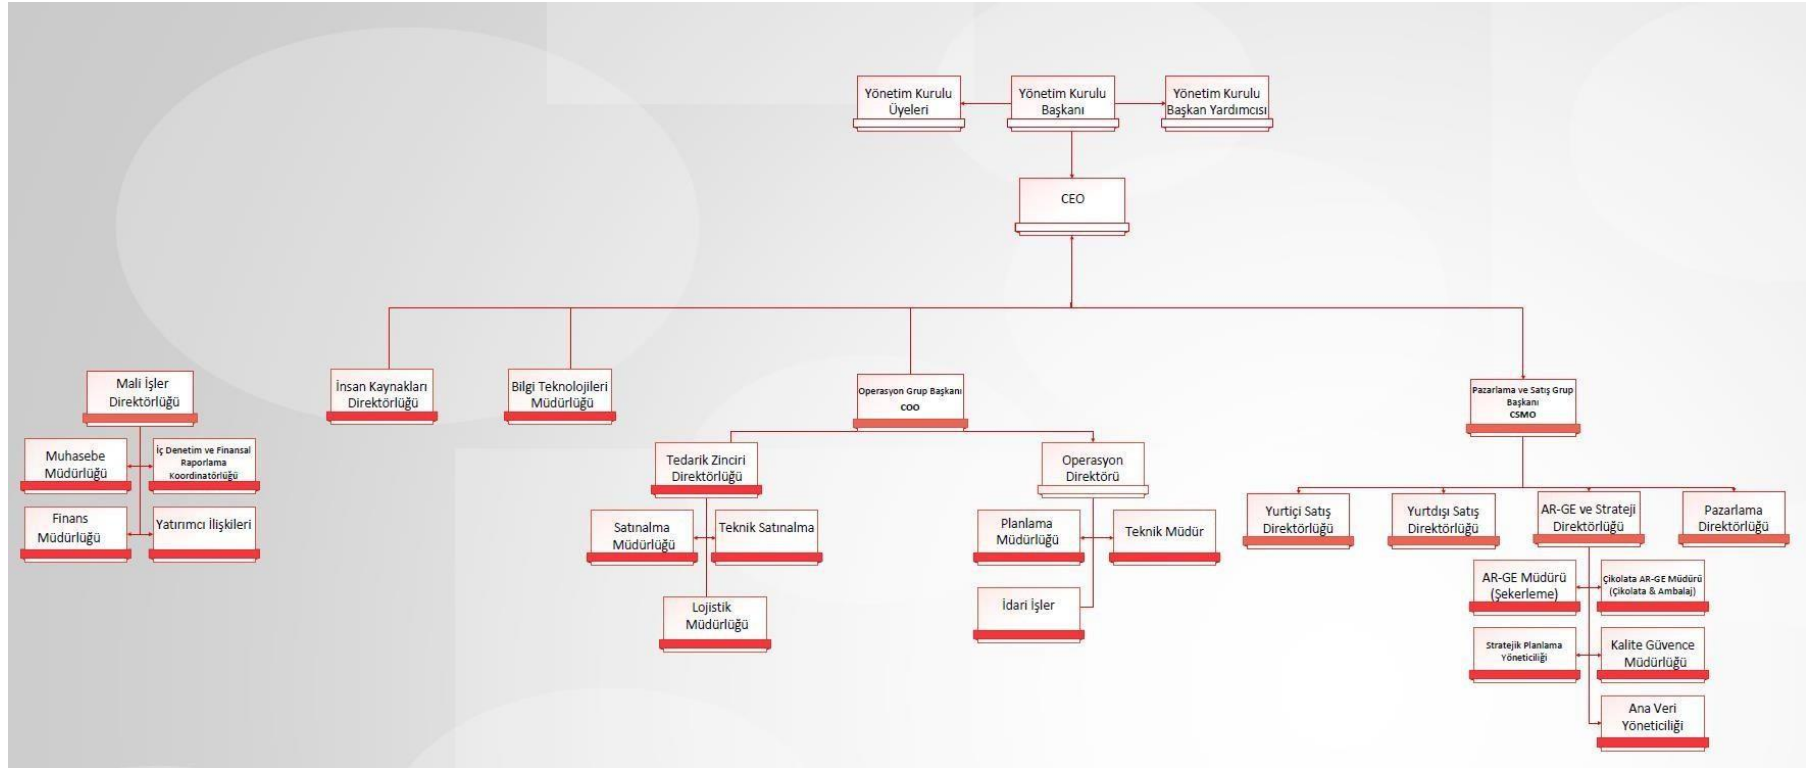 Yönetim Kurulu
Üyeleri
Yönetim Kurulu
Başkanı
Yönetim Kurulu
Başkan Yardımcısı
CEO
Mali İşler
Direktörlüğü
İnsan Kaynakları
Direktörlüğü
Bilgi Teknolojileri
Müdürlüğü
Operasyon Grup Başkanı
COO
Pazarlama ve Satış Grup
Başkanı
CSMO
Muhasebe
Müdürlüğü
İç Denetim ve Finansal
Raporlama
Koordinatörlüğü
Finans
Müdürlüğü
Yatırımcı İlişkileri
Tedarik Zinciri
Direktörlüğü
Operasyon
Direktörü
Satınalma
Müdürlüğü
Teknik Satınalma
Lojistik
Müdürlüğü
Planlama
Müdürlüğü
Teknik Müdür
İdari İşler
Yurtiçi Satış
Direktörlüğü
Yurtdışı Satış
Direktörlüğü
AR-GE ve Strateji
Direktörlüğü
Pazarlama
Direktörlüğü
AR-GE Müdürü
(Şekerleme)
Çikolata AR-GE Müdürü
(Çikolata & Ambalaj)
Stratejik Planlama
Yöneticiliği
Kalite Güvence
Müdürlüğü
Ana Veri
Yöneticiliği